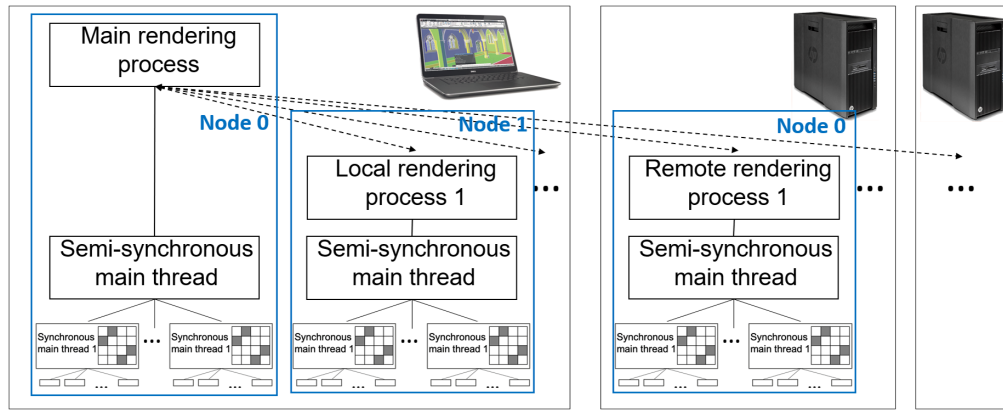 Main rendering
process
Node 0
Semi-synchronous
main thread
Synchronous
main thread 1
...
Synchronous
main thread 1
...
...
Node 1
Local rendering
process 1
...
Semi-synchronous
main thread
Synchronous
main thread 1
...
Synchronous
main thread 1
...
...
Node 0
Remote rendering
process 1
...
Semi-synchronous
main thread
Synchronous
main thread 1
...
Synchronous
main thread 1
...
...
...